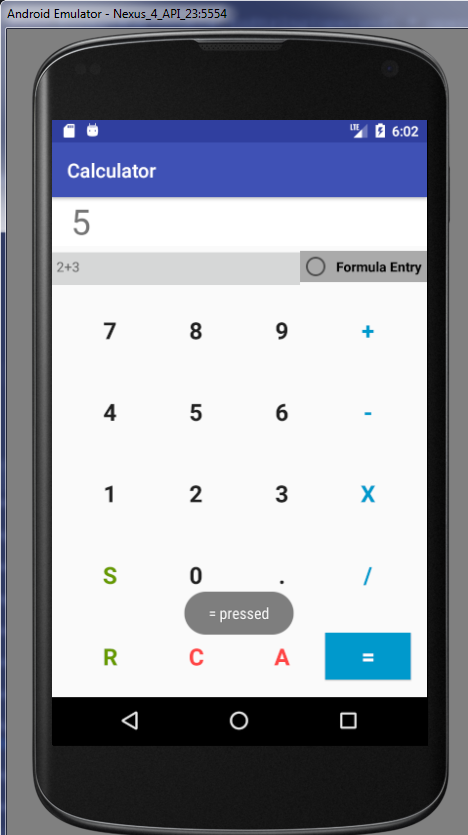 Android Emulator - Nexus_4_API_23:5554
LTE 6:02
Calculator
5
2+3 Formula Entry
7 8 9 +
4 5 6 -
1 2 3 X
S 0 . /
= pressed
R C A =